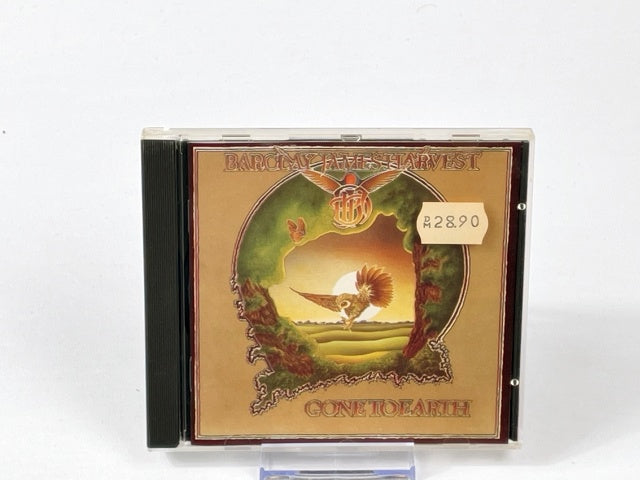 BARCLAY JAMES HARVEST
DM 28.90
GONE TO EARTH